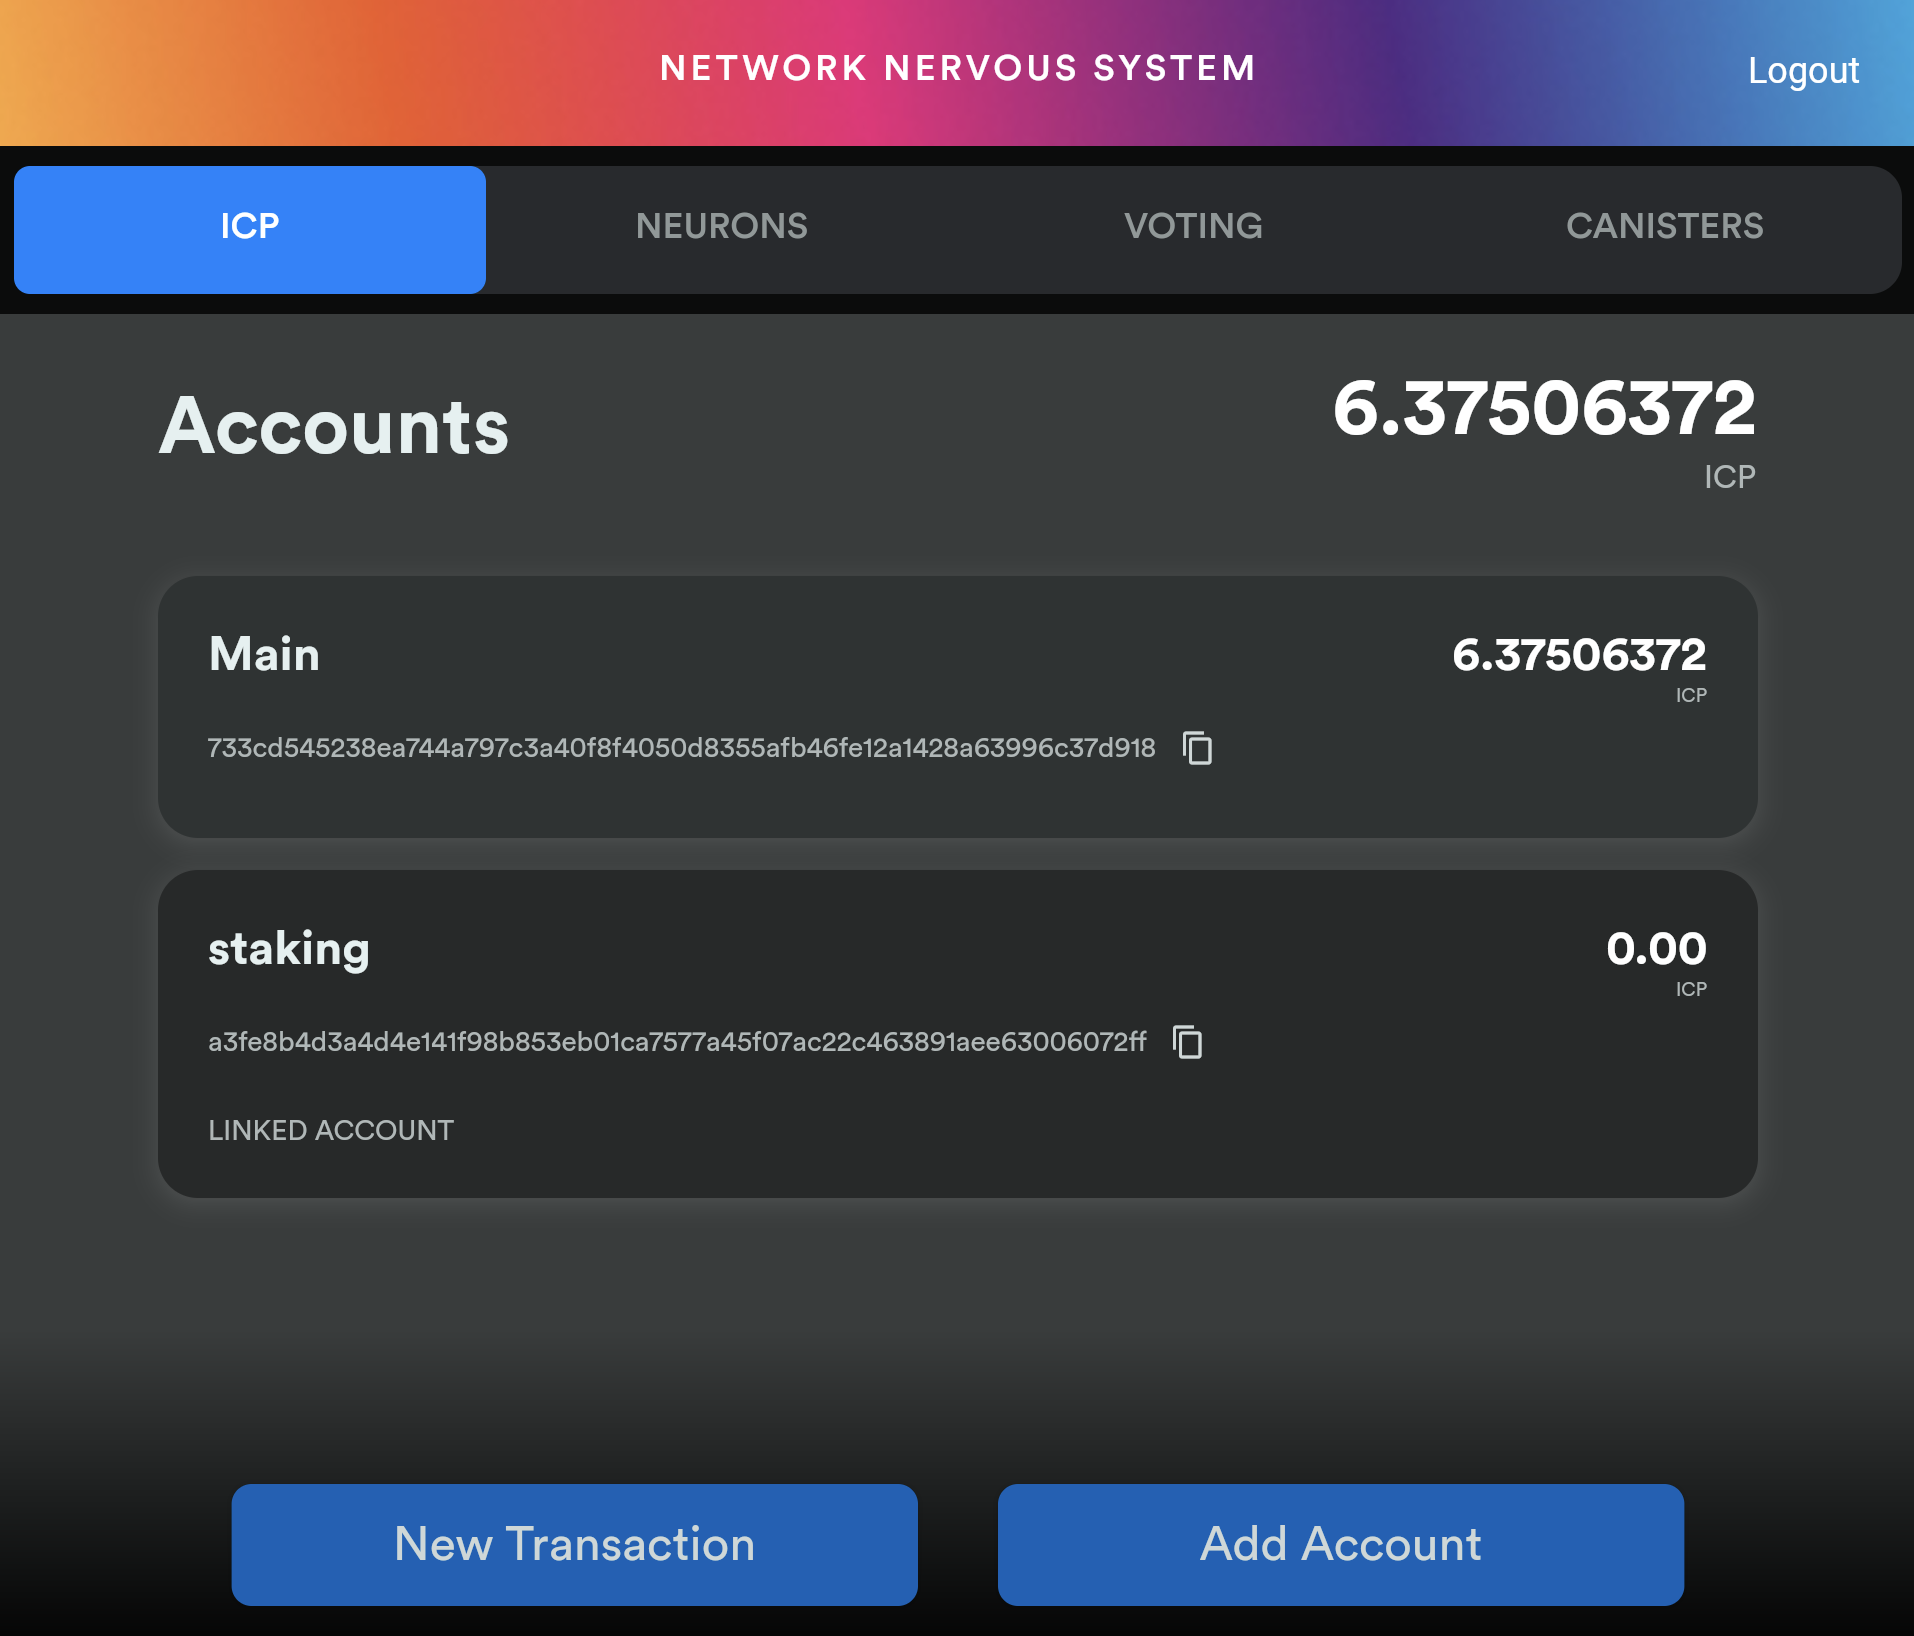 NETWORK NERVOUS SYSTEM
Logout
ICP
NEURONS
VOTING
CANISTERS
Accounts
6.37506372
ICP
Main
6.37506372
ICP
733cd545238ea744a797c3a40f8f4050d8355afb46fe12a1428a63996c37d918
staking
0.00
ICP
a3fe8b4d3a4d4e141f98b853eb01ca7577a45f07ac22c463891aee63006072ff
LINKED ACCOUNT
New Transaction
Add Account